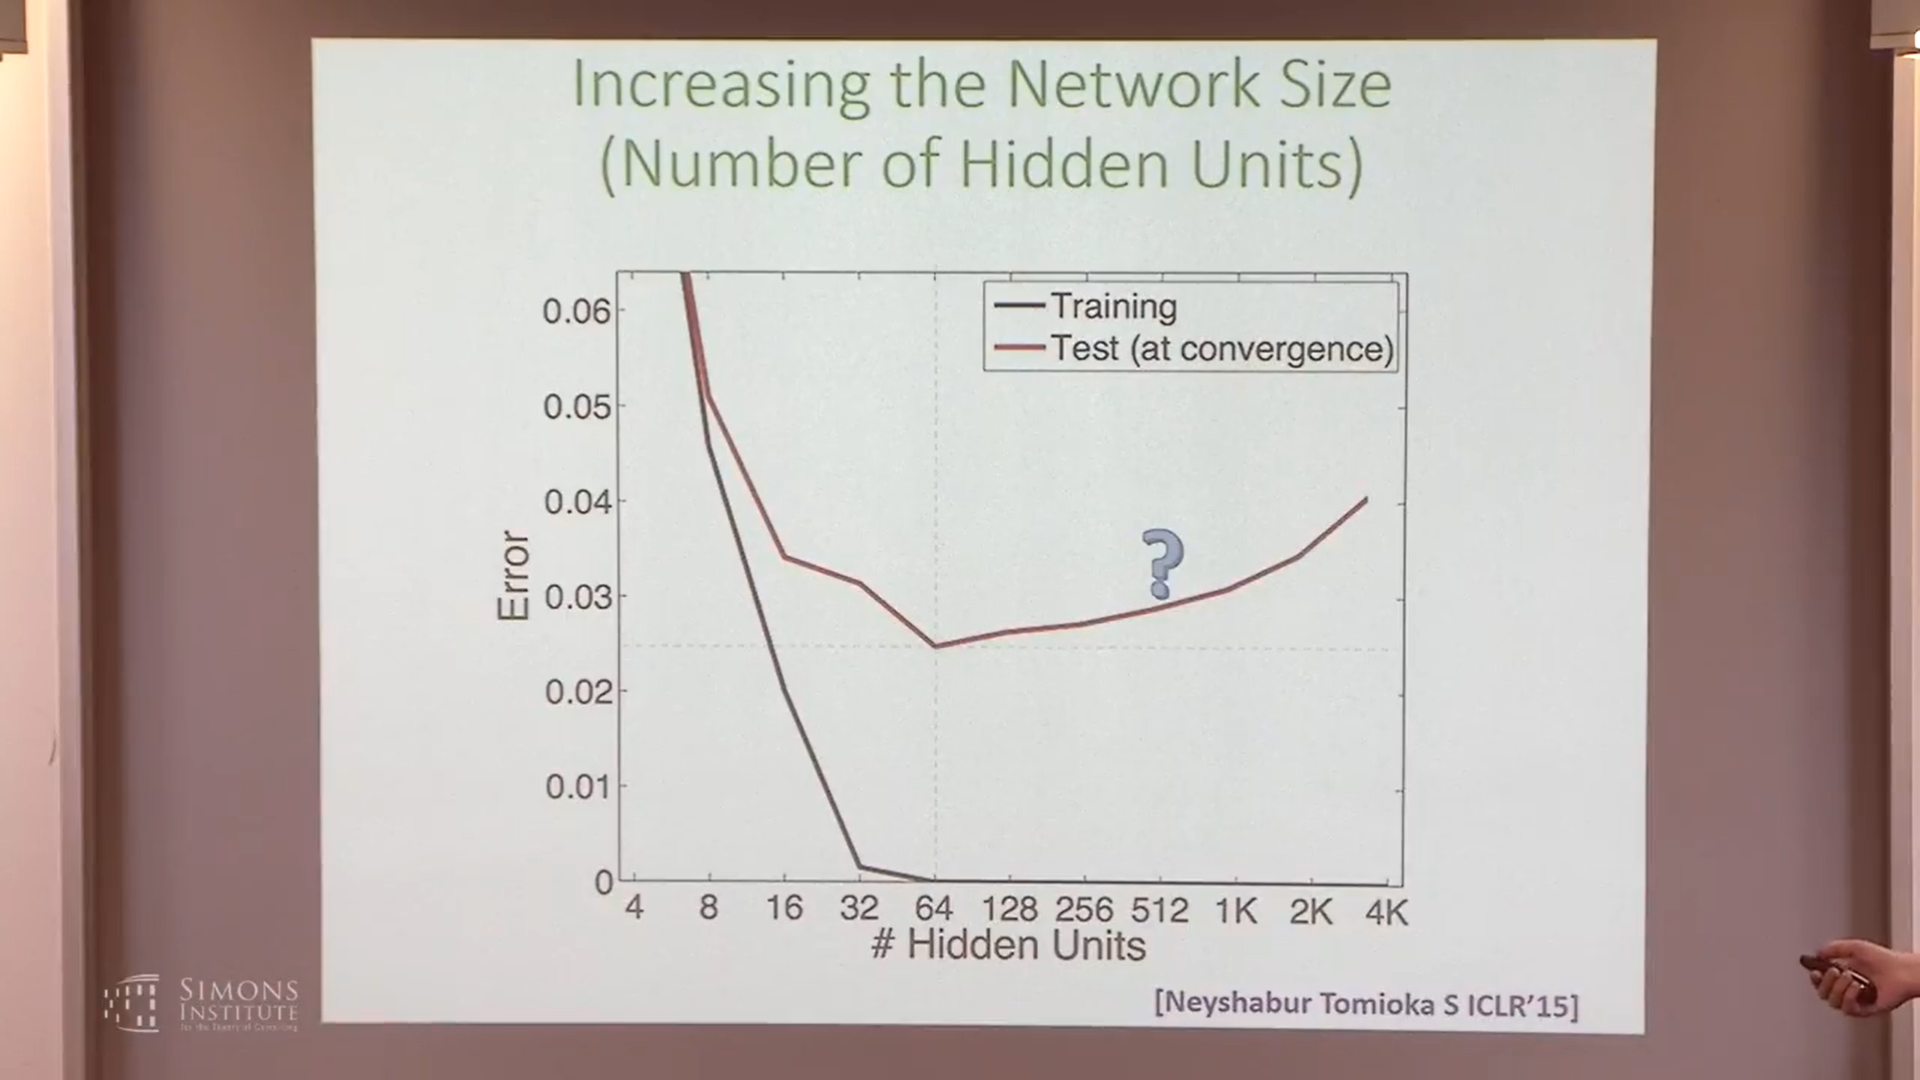 Increasing the Network Size
(Number of Hidden Units)
Training
Test (at convergence)
0.06
0.05
0.04
0.03
0.02
0.01
0
Error
?
4 8 16 32 64 128 256 512 1K 2K 4K
# Hidden Units
[Neyshabur Tomioka S ICLR'15]
SIMONS
INSTITUTE
for the Theory of Computing